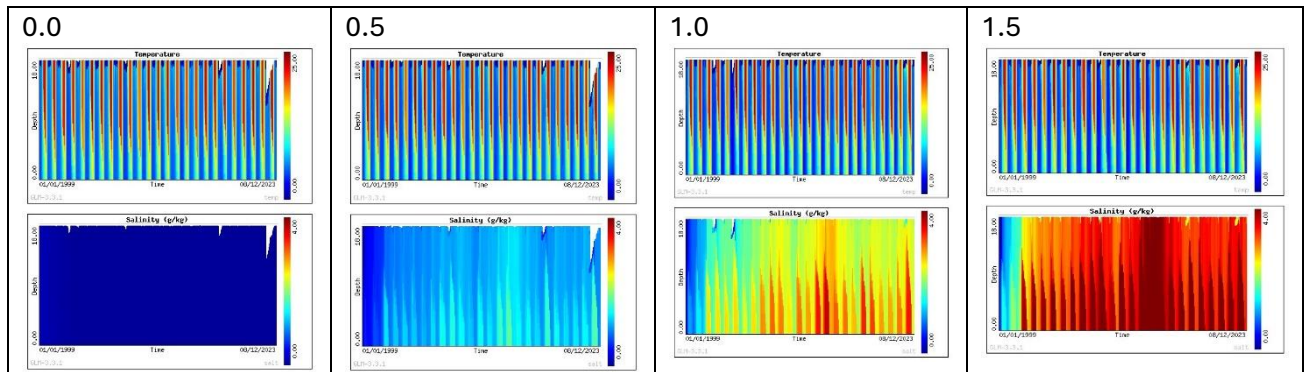 0.0
Temperature
18.00
Depth
0.00
25.00
0.00
01/01/1999 Time 08/12/2023
GLM-3.3.1 temp
Salinity (g/kg)
18.00
Depth
0.00
4.00
0.00
01/01/1999 Time 08/12/2023
GLM-3.3.1 salt
0.5
Temperature
18.00
Depth
0.00
25.00
0.00
01/01/1999 Time 08/12/2023
GLM-3.3.1 temp
Salinity (g/kg)
18.00
Depth
0.00
4.00
0.00
01/01/1999 Time 08/12/2023
GLM-3.3.1 salt
1.0
Temperature
18.00
Depth
0.00
25.00
0.00
01/01/1999 Time 08/12/2023
GLM-3.3.1 temp
Salinity (g/kg)
18.00
Depth
0.00
4.00
0.00
01/01/1999 Time 08/12/2023
GLM-3.3.1 salt
1.5
Temperature
18.00
Depth
0.00
25.00
0.00
01/01/1999 Time 08/12/2023
GLM-3.3.1 temp
Salinity (g/kg)
18.00
Depth
0.00
4.00
0.00
01/01/1999 Time 08/12/2023
GLM-3.3.1 salt